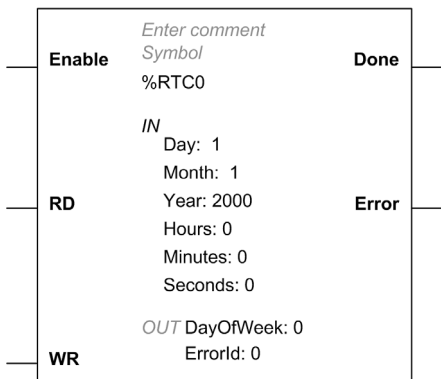 Enter comment
Symbol
Enable
Done
%RTC0
IN
Day: 1
Month: 1
RD
Year: 2000
Error
Hours: 0
Minutes: 0
Seconds: 0
OUT DayOfWeek: 0
ErrorId: 0
WR